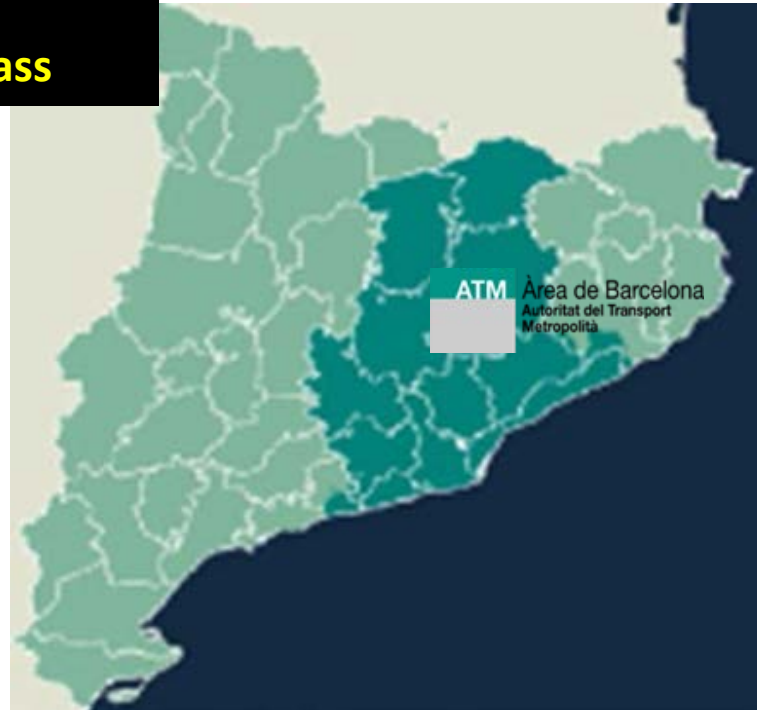 ass
ATM
Àrea de Barcelona
Autoritat del Transport
Metropolità